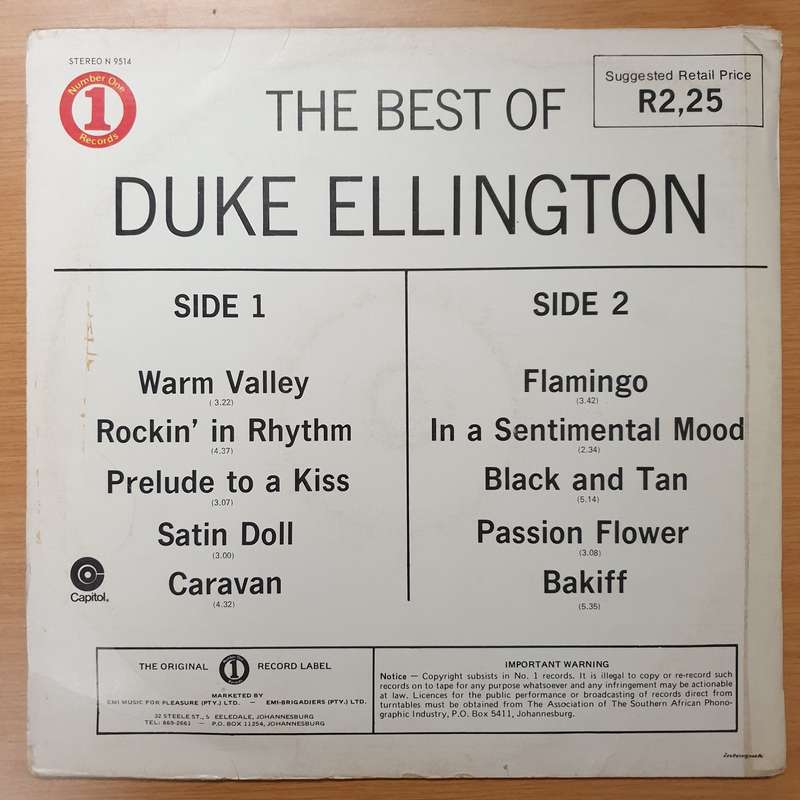 STEREO N 9514
Number One
1
Records
Suggested Retail Price
R2,25
THE BEST OF
DUKE ELLINGTON
SIDE 1
Warm Valley
(3.22)
Rockin' in Rhythm
(4.37)
Prelude to a Kiss
(3.07)
Satin Doll
(3.00)
Caravan
(4.32)
SIDE 2
Flamingo
(3.42)
In a Sentimental Mood
(2.34)
Black and Tan
(5.14)
Passion Flower
(3.08)
Bakiff
(5.35)
Capitol.
THE ORIGINAL 1 RECORD LABEL
MARKETED BY
EMI MUSIC FOR PLEASURE (PTY.) LTD. — EMI-BRIGADIERS (PTY.) LTD.
32 STEELE ST., S EELEDALE, JOHANNESBURG
TEL: 869-2661 — P.O. BOX 11254, JOHANNESBURG
IMPORTANT WARNING
Notice — Copyright subsists in No. 1 records. It is illegal to copy or re-record such
records on to tape for any purpose whatsoever and any infringement may be actionable
at law. Licences for the public performance or broadcasting of records direct from
turntables must be obtained from The Association of The Southern African Phono-
graphic Industry, P.O. Box 5411, Johannesburg.
interpak